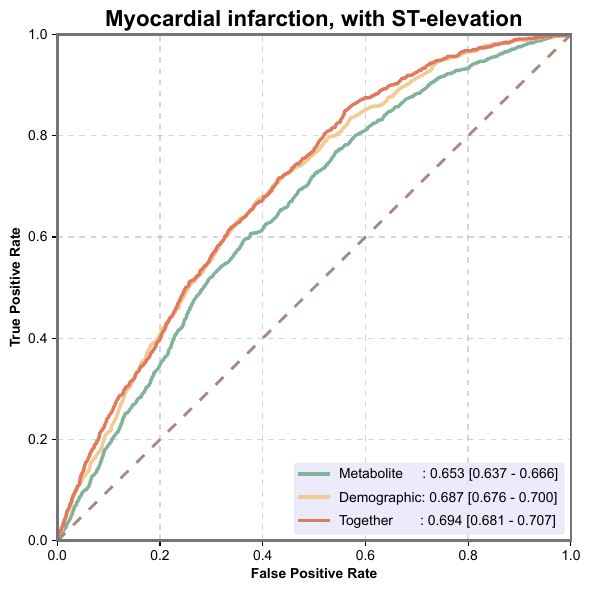 Myocardial infarction, with ST-elevation
1.0
0.8
0.6
0.4
0.2
0.0
True Positive Rate
Metabolite : 0.653 [0.637 - 0.666]
Demographic: 0.687 [0.676 - 0.700]
Together : 0.694 [0.681 - 0.707]
0.0 0.2 0.4 0.6 0.8 1.0
False Positive Rate